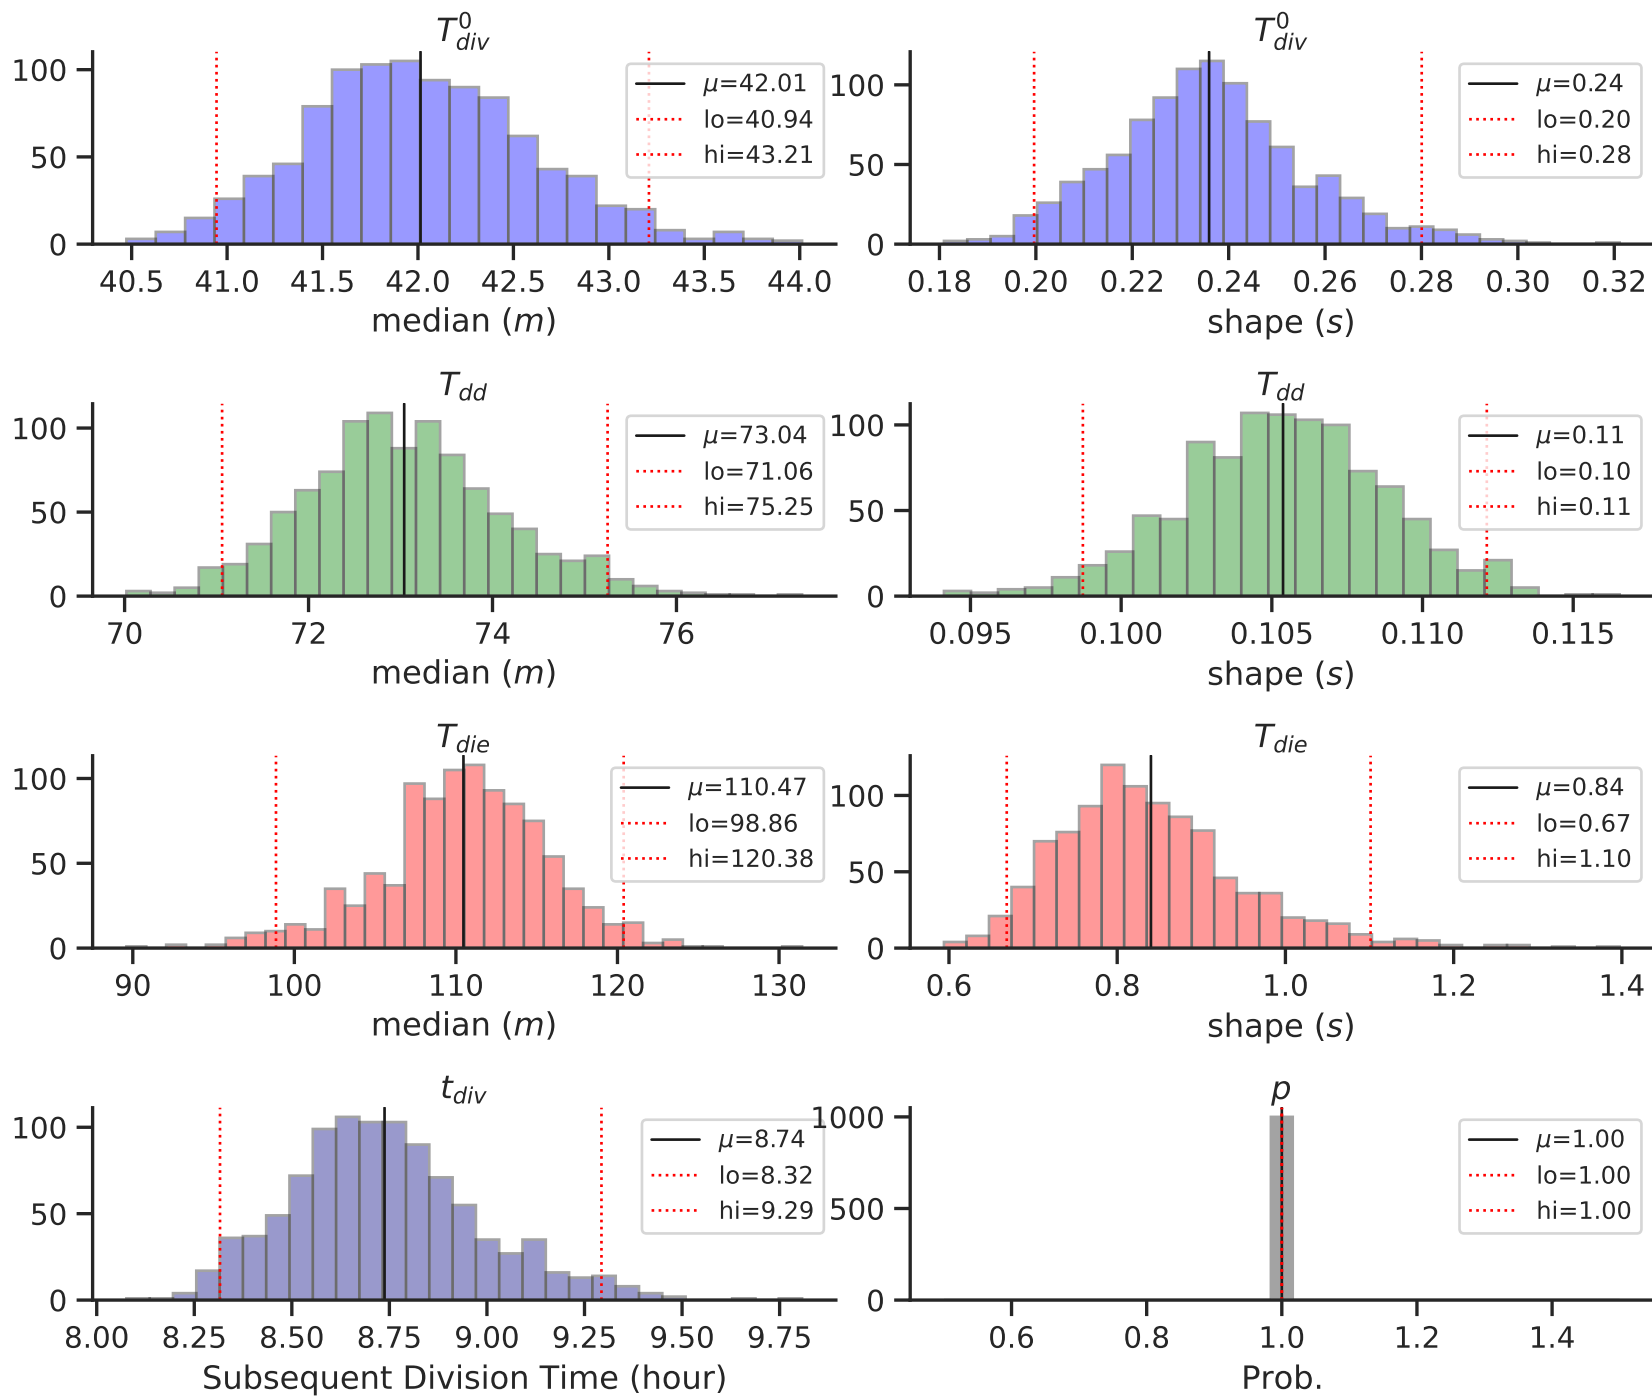 T⁰div
100
50
0
μ=42.01
lo=40.94
hi=43.21
40.5 41.0 41.5 42.0 42.5 43.0 43.5 44.0
median (m)
T⁰div
100
50
0
μ=0.24
lo=0.20
hi=0.28
0.18 0.20 0.22 0.24 0.26 0.28 0.30 0.32
shape (s)
Tdd
100
50
0
μ=73.04
lo=71.06
hi=75.25
70 72 74 76
median (m)
Tdd
100
50
0
μ=0.11
lo=0.10
hi=0.11
0.095 0.100 0.105 0.110 0.115
shape (s)
Tdie
100
50
0
μ=110.47
lo=98.86
hi=120.38
90 100 110 120 130
median (m)
Tdie
100
50
0
μ=0.84
lo=0.67
hi=1.10
0.6 0.8 1.0 1.2 1.4
shape (s)
tdiv
100
50
0
μ=8.74
lo=8.32
hi=9.29
8.00 8.25 8.50 8.75 9.00 9.25 9.50 9.75
Subsequent Division Time (hour)
p
1000
500
0
μ=1.00
lo=1.00
hi=1.00
0.6 0.8 1.0 1.2 1.4
Prob.